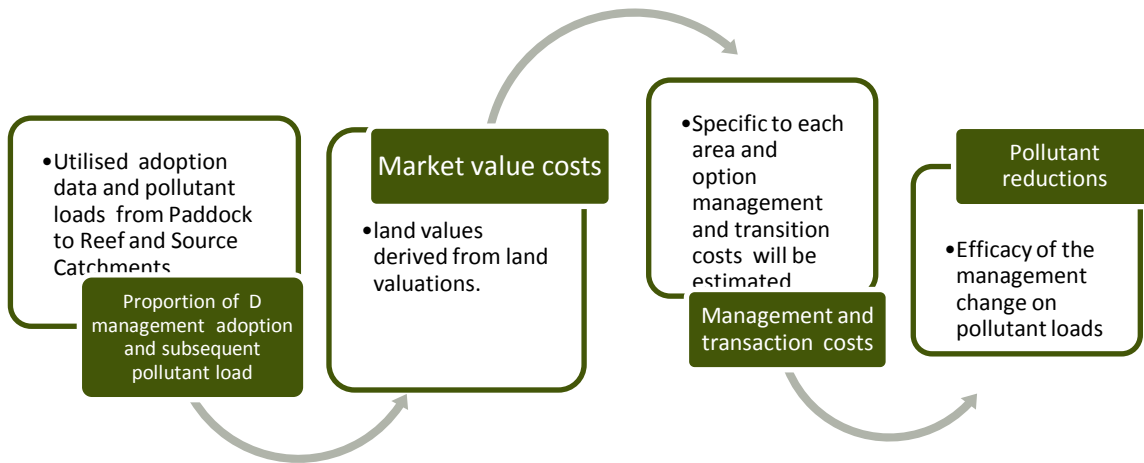 •Utilised adoption
data and pollutant
loads from Paddock
to Reef and Source
Catchments
Proportion of D
management adoption
and subsequent
pollutant load
Market value costs
•land values
derived from land
valuations.
•Specific to each
area and
option
management
and transition
costs will be
estimated
Management and
transaction costs
Pollutant
reductions
•Efficacy of the
management
change on
pollutant loads